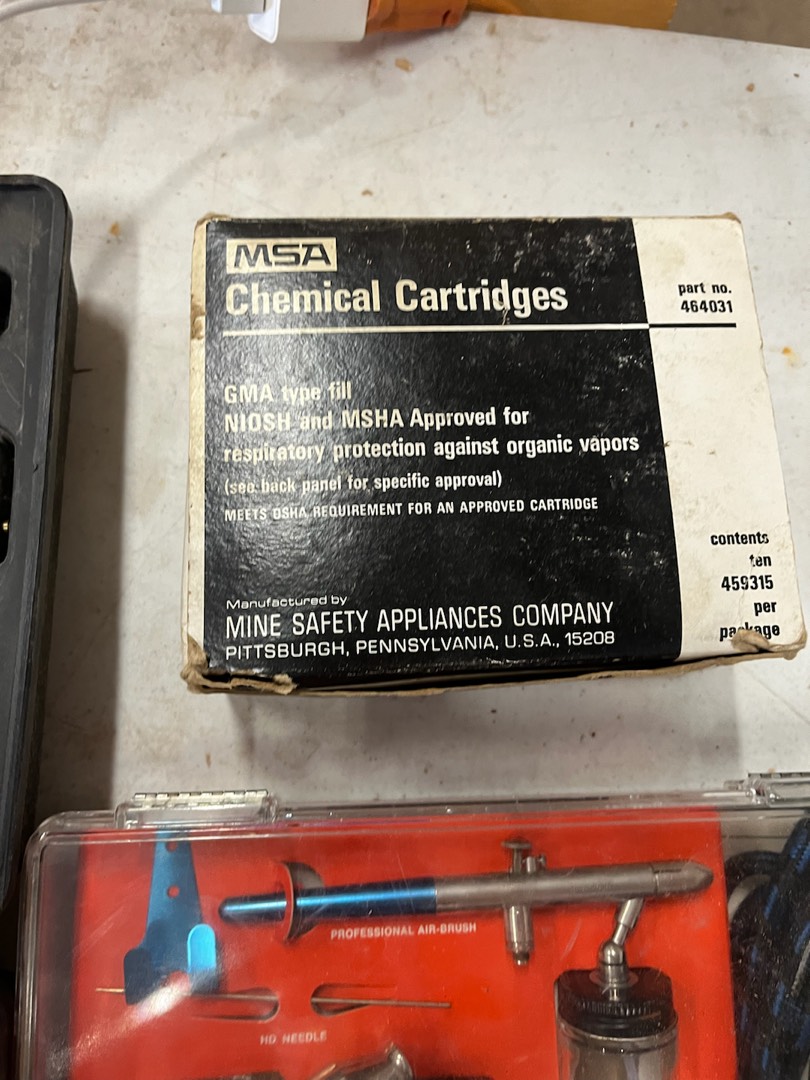 MSA
Chemical Cartridges
part no.
464031
GMA type fill
NIOSH and MSHA Approved for
respiratory protection against organic vapors
(see back panel for specific approval)
MEETS OSHA REQUIREMENT FOR AN APPROVED CARTRIDGE
contents
ten
459315
per
package
Manufactured by
MINE SAFETY APPLIANCES COMPANY
PITTSBURGH, PENNSYLVANIA, U.S.A., 15208
PROFESSIONAL AIR-BRUSH
HD NEEDLE